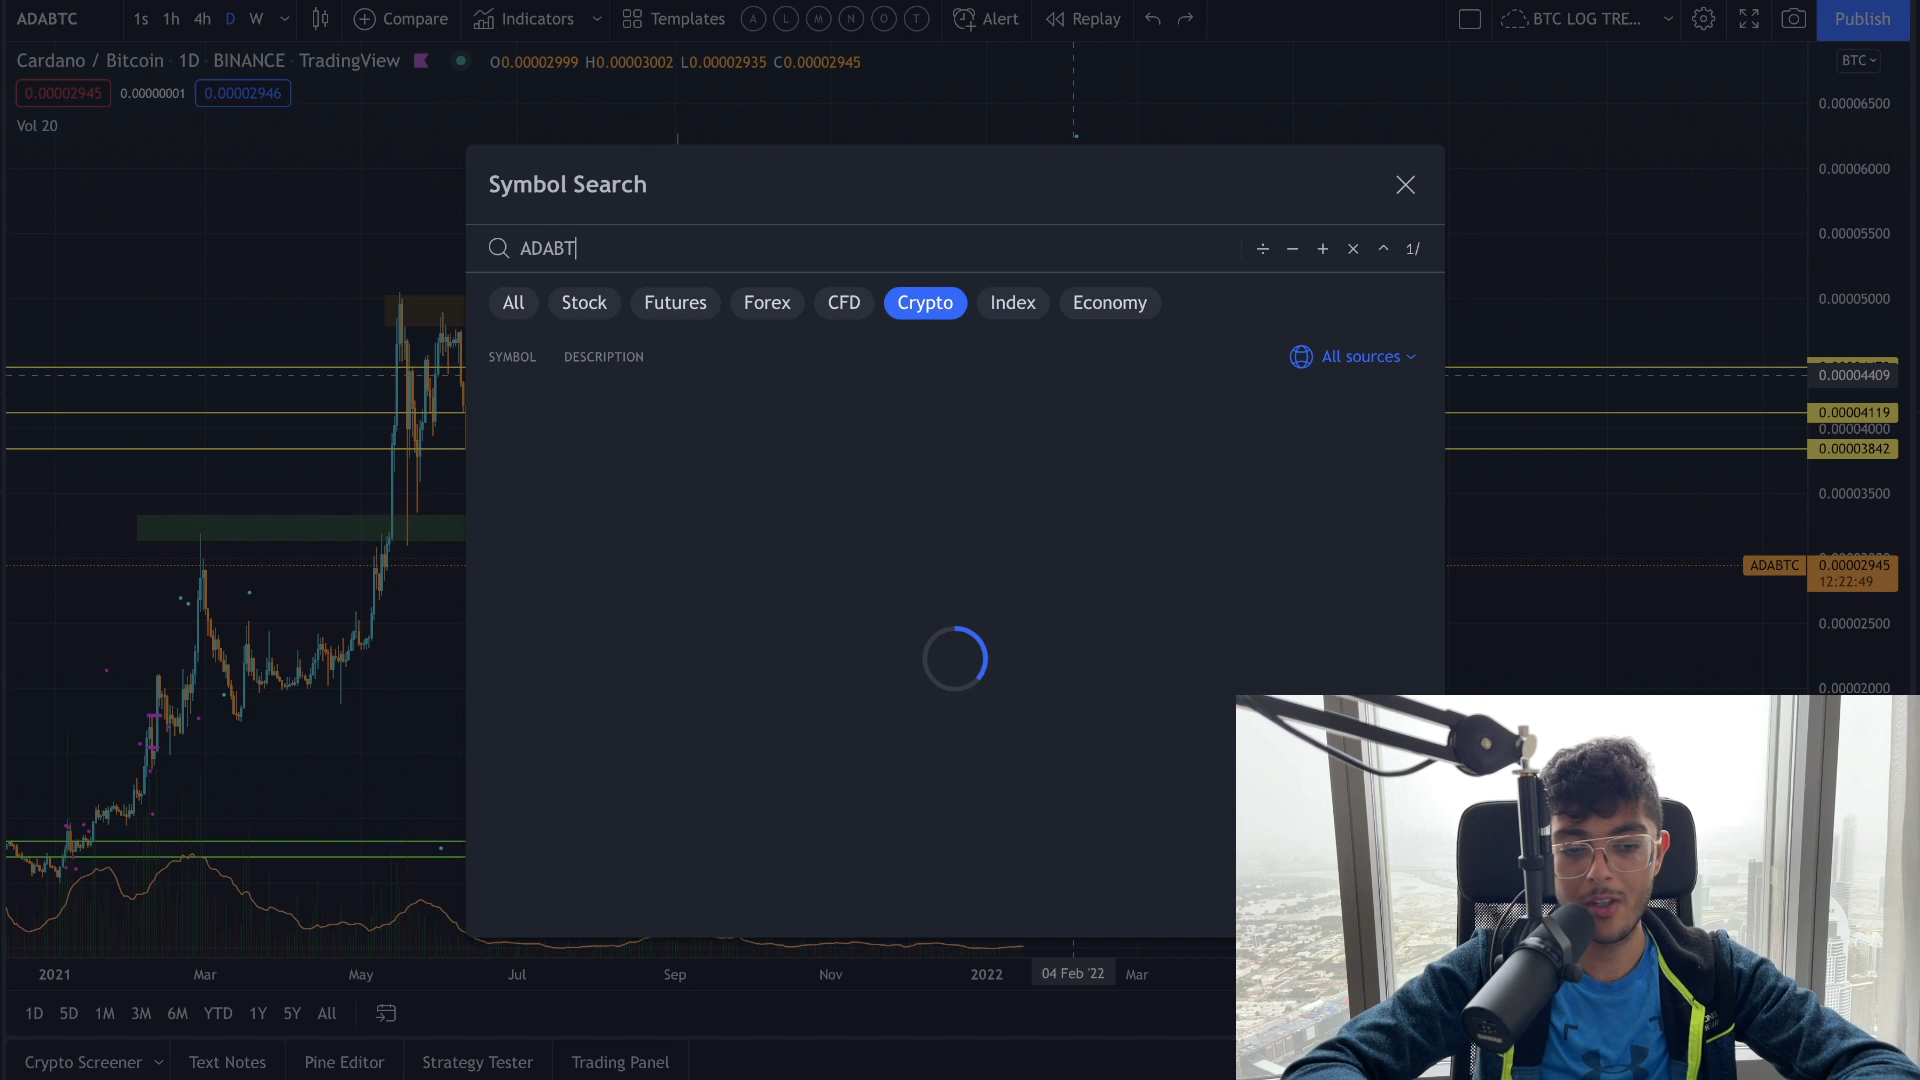 ADABTC 1s 1h 4h D W Compare Indicators Templates A L M N O T Alert Replay BTC LOG TRE... Publish
Cardano / Bitcoin · 1D · BINANCE · TradingView O0.00002999 H0.00003002 L0.00002935 C0.00002945 BTC
0.00002945 0.00000001 0.00002946
Vol 20
0.00006500
0.00006000
0.00005500
0.00005000
0.00004409
0.00004119
0.00004000
0.00003842
0.00003500
ADABTC 0.00002945
12:22:49
0.00002500
0.00002000
Symbol Search
ADABT ÷ − + × ^ 1/
All Stock Futures Forex CFD Crypto Index Economy
SYMBOL DESCRIPTION All sources
2021 Mar May Jul Sep Nov 2022 04 Feb '22 Mar
1D 5D 1M 3M 6M YTD 1Y 5Y All
Crypto Screener Text Notes Pine Editor Strategy Tester Trading Panel